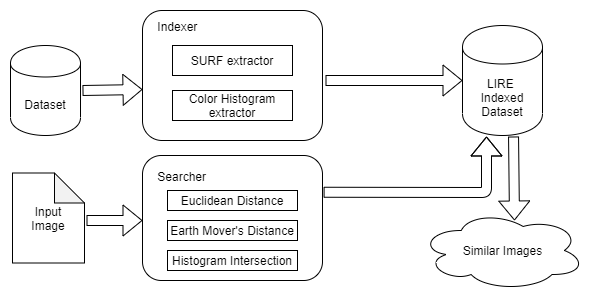 Indexer
SURF extractor
Color Histogram
extractor
Dataset
LIRE
Indexed
Dataset
Searcher
Euclidean Distance
Earth Mover's Distance
Histogram Intersection
Input
Image
Similar Images